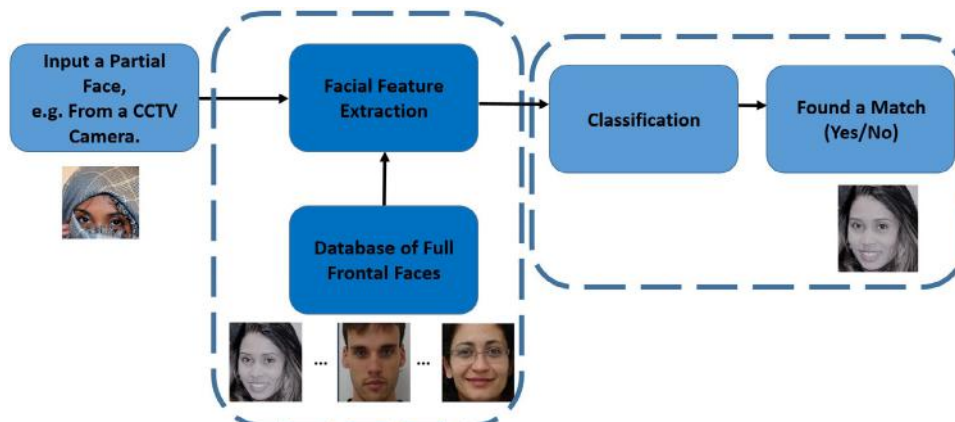 Input a Partial
Face,
e.g. From a CCTV
Camera.
Facial Feature
Extraction
Classification
Found a Match
(Yes/No)
Database of Full
Frontal Faces
...
...